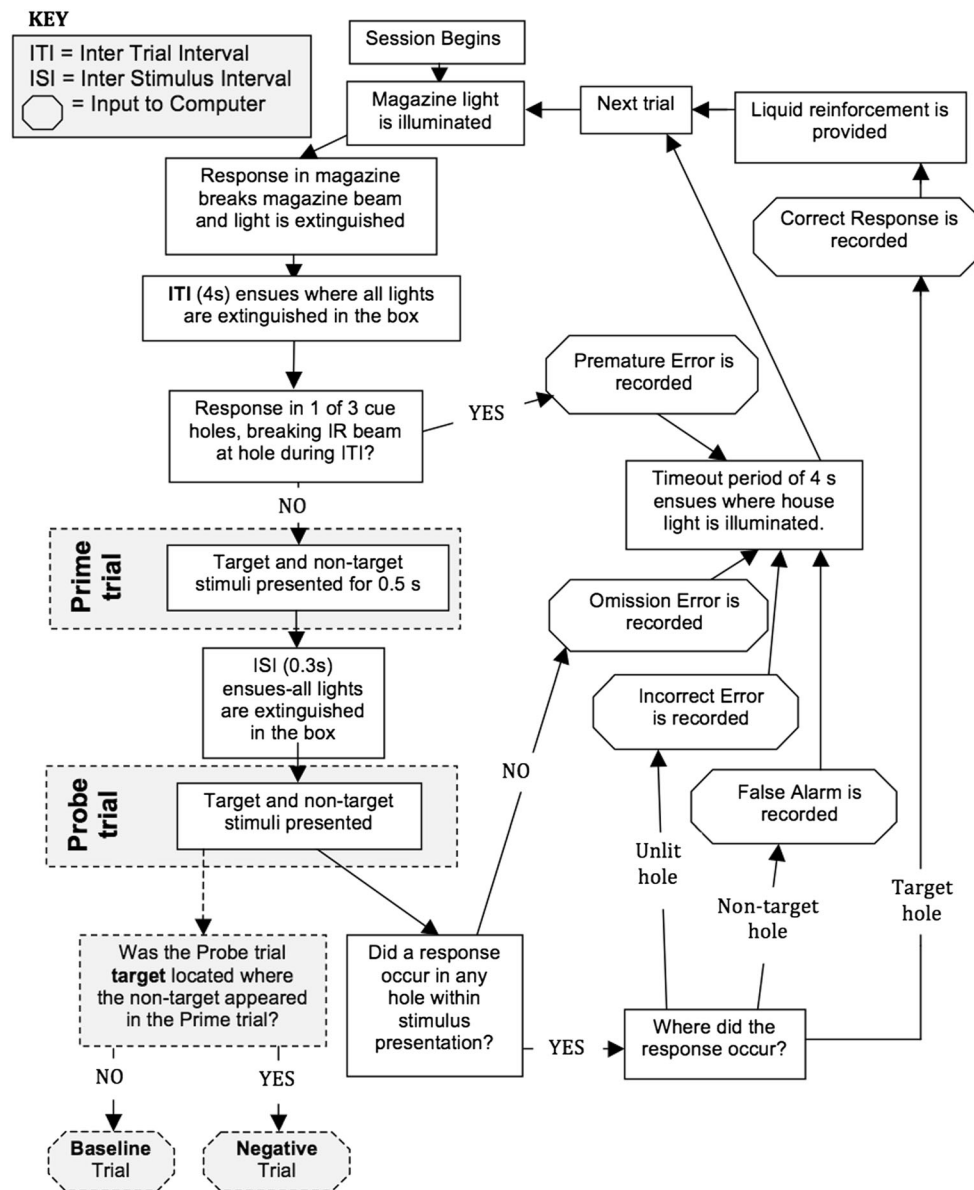 KEY
ITI = Inter Trial Interval
ISI = Inter Stimulus Interval
= Input to Computer
Session Begins
Magazine light
is illuminated
Next trial
Liquid reinforcement is
provided
Response in magazine
breaks magazine beam
and light is extinguished
Correct Response is
recorded
ITI (4s) ensues where all lights
are extinguished in the box
Response in 1 of 3 cue
holes, breaking IR beam
at hole during ITI?
YES
Premature Error is
recorded
NO
Timeout period of 4 s
ensues where house
light is illuminated.
Prime
trial
Target and non-target
stimuli presented for 0.5 s
Omission Error is
recorded
ISI (0.3s)
ensues-all lights
are extinguished
in the box
Incorrect Error
is recorded
NO
False Alarm is
recorded
Probe
trial
Target and non-target
stimuli presented
Unlit
hole
Non-target
hole
Target
hole
Was the Probe trial
target located where
the non-target appeared
in the Prime trial?
Did a response
occur in any
hole within
stimulus
presentation?
YES
Where did the
response occur?
NO
YES
Baseline
Trial
Negative
Trial